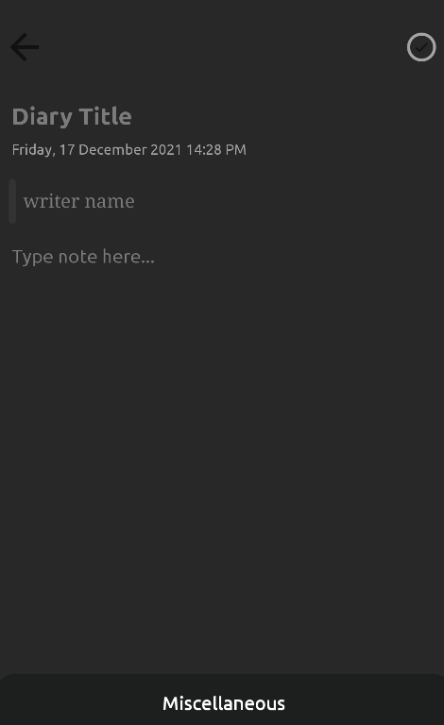 Diary Title
Friday, 17 December 2021 14:28 PM
writer name
Type note here...
Miscellaneous